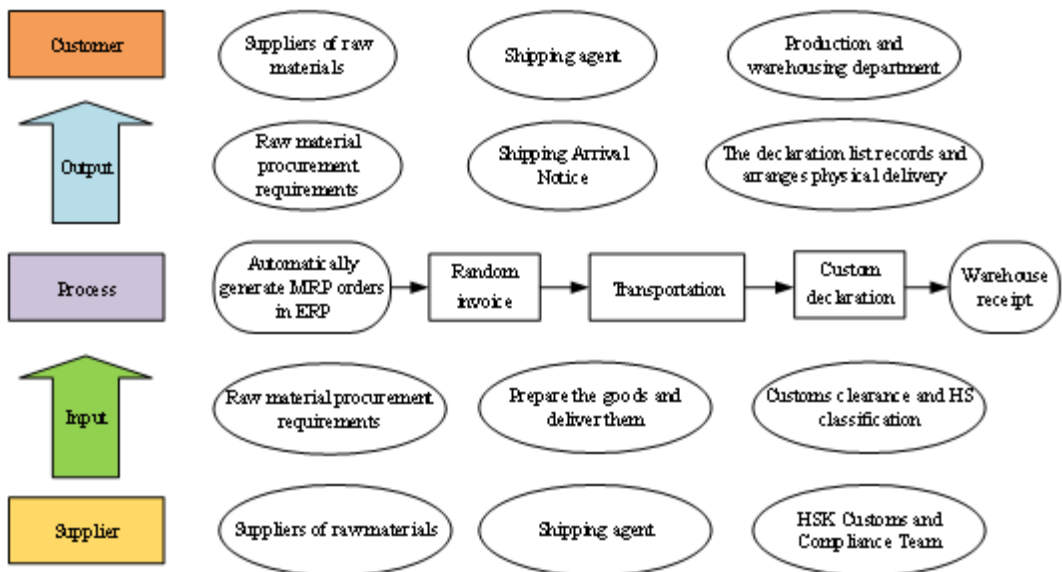 Customer
Suppliers of raw
materials
Shipping agent
Production and
warehousing department
Output
Raw material
procurement
requirements
Shipping Arrival
Notice
The declaration list records and
arranges physical delivery
Process
Automatically
generate MRP orders
in ERP
Random
invoice
Transportation
Custom
declaration
Warehouse
receipt
Input
Raw material procurement
requirements
Prepare the goods and
deliver them
Customs clearance and HS
classification
Supplier
Suppliers of rawmaterials
Shipping agent
HSK Customs and
Compliance Team